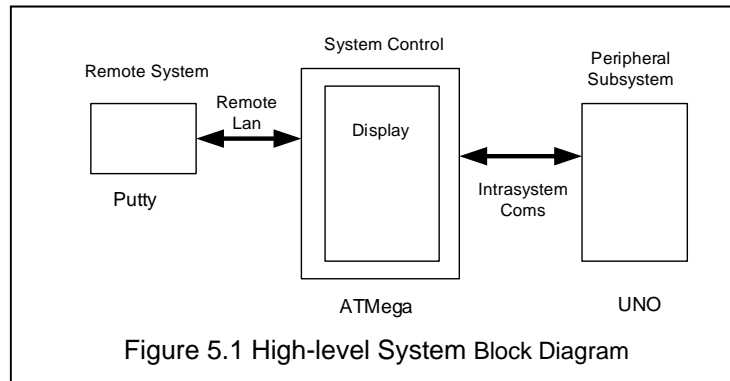 System Control
Remote System
Peripheral
Subsystem
Remote
Lan
Display
Intrasystem
Coms
Putty
ATMega
UNO
Figure 5.1 High-level System Block Diagram